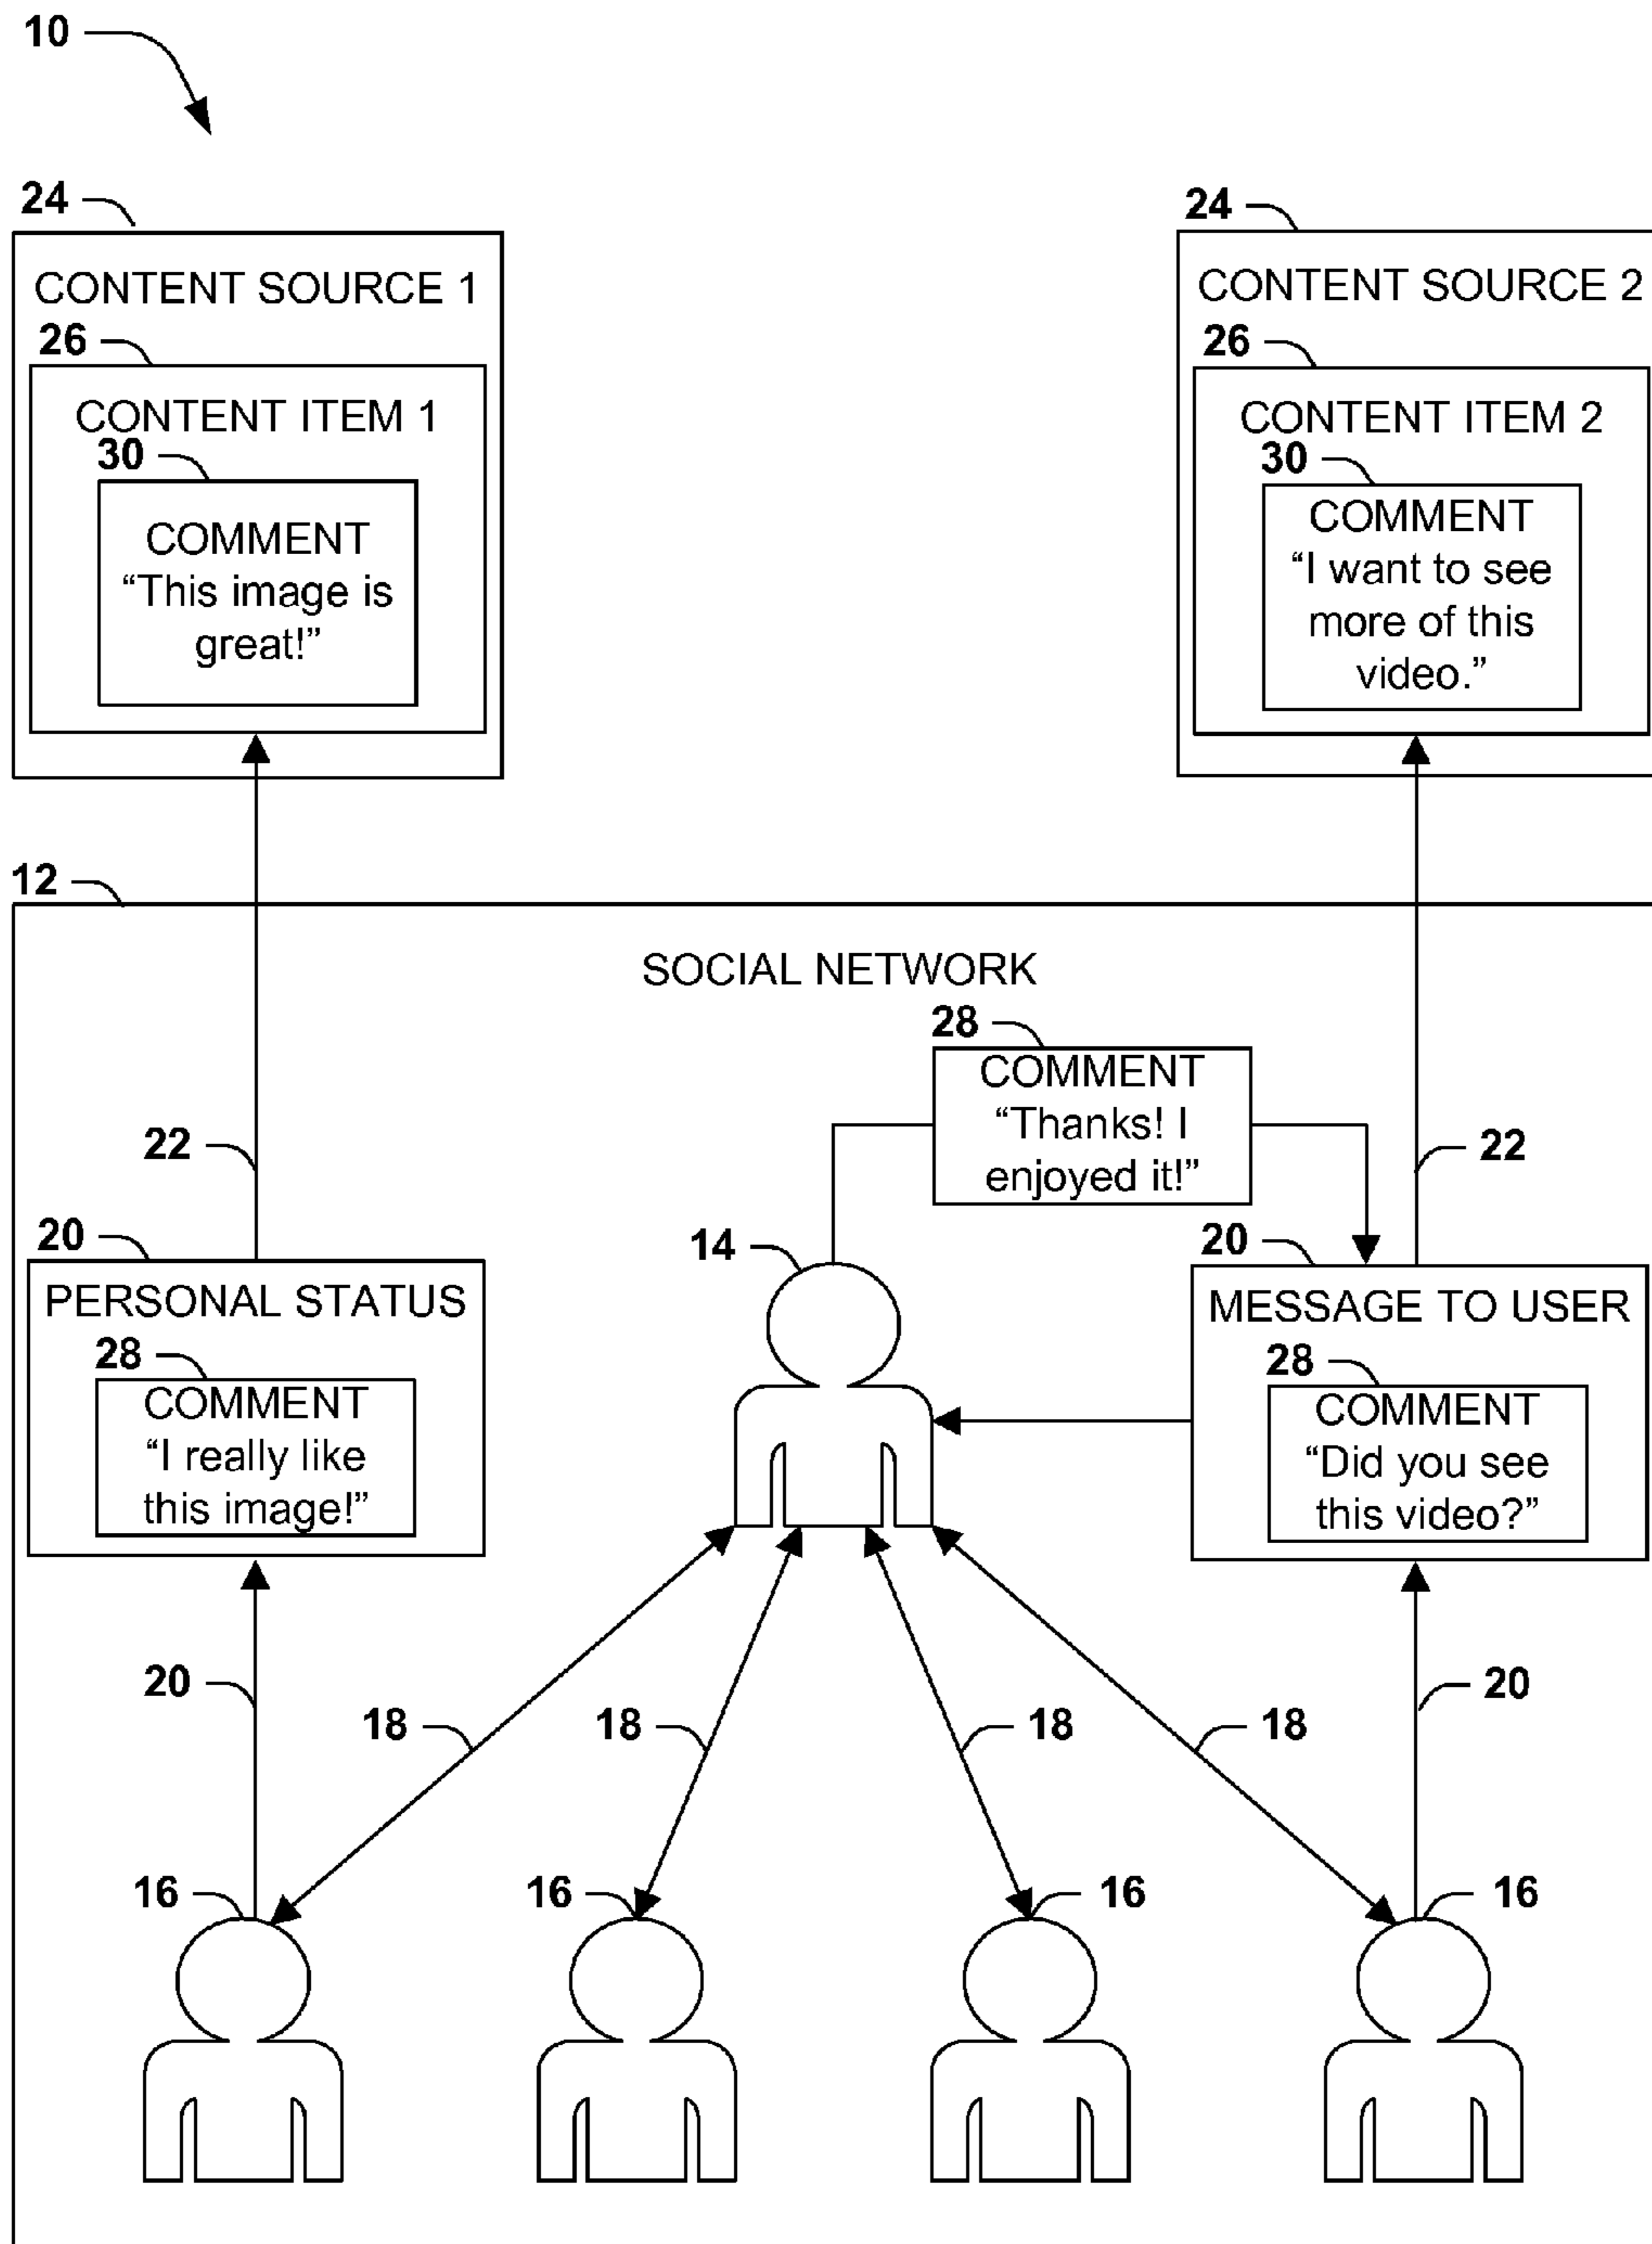 10
24
CONTENT SOURCE 1
26
CONTENT ITEM 1
30
COMMENT
“This image is
great!”
24
CONTENT SOURCE 2
26
CONTENT ITEM 2
30
COMMENT
“I want to see
more of this
video.”
12
SOCIAL NETWORK
28
COMMENT
“Thanks! I
enjoyed it!”
22
22
20
PERSONAL STATUS
28
COMMENT
“I really like
this image!”
14
20
MESSAGE TO USER
28
COMMENT
“Did you see
this video?”
20
18
18
18
18
20
16
16
16
16